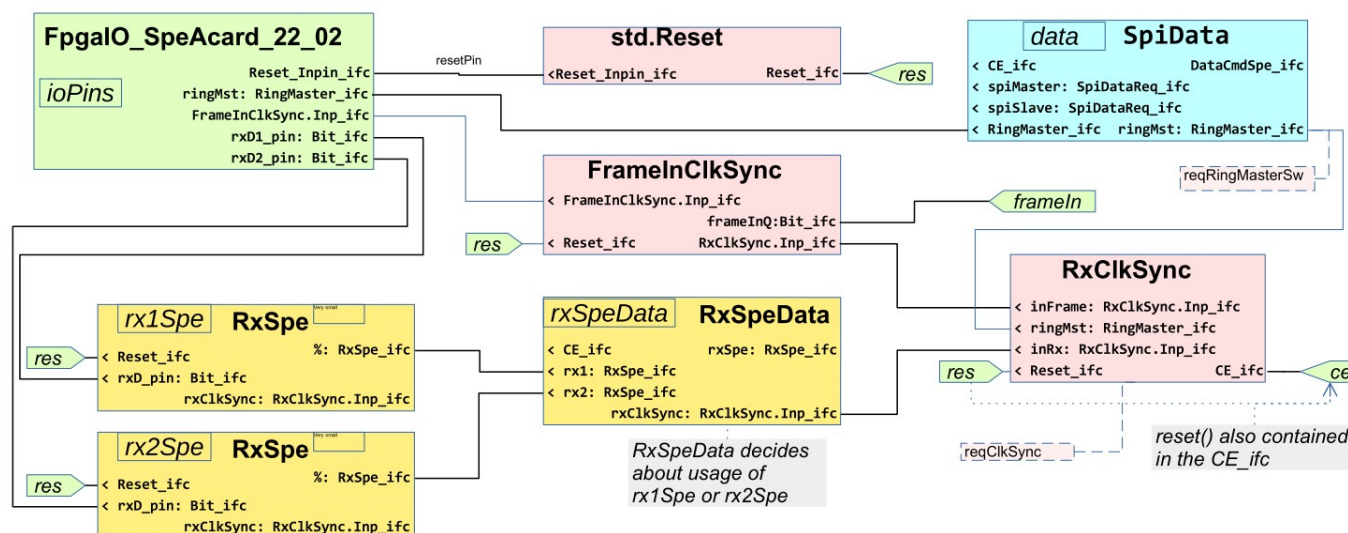 FpgaIO_SpeAcard_22_02
ioPins
Reset_Inpin_ifc
ringMst: RingMaster_ifc
FrameInClkSync.Inp_ifc
rxD1_pin: Bit_ifc
rxD2_pin: Bit_ifc
resetPin
std.Reset
<Reset_Inpin_ifc
Reset_ifc
res
data
SpiData
< CE_ifc
DataCmdSpe_ifc
< spiMaster: SpiDataReq_ifc
< spiSlave: SpiDataReq_ifc
< RingMaster_ifc
ringMst: RingMaster_ifc
reqRingMasterSw
FrameInClkSync
< FrameInClkSync.Inp_ifc
frameInQ:Bit_ifc
< Reset_ifc
RxClkSync.Inp_ifc
res
frameIn
RxClkSync
< inFrame: RxClkSync.Inp_ifc
< ringMst: RingMaster_ifc
< inRx: RxClkSync.Inp_ifc
< Reset_ifc
CE_ifc
res
ce
reqClkSync
reset() also contained
in the CE_ifc
rx1Spe
RxSpe
Very small
%: RxSpe_ifc
< Reset_ifc
< rxD_pin: Bit_ifc
rxClkSync: RxClkSync.Inp_ifc
res
rxSpeData
RxSpeData
< CE_ifc
rxSpe: RxSpe_ifc
< rx1: RxSpe_ifc
< rx2: RxSpe_ifc
rxClkSync: RxClkSync.Inp_ifc
RxSpeData decides
about usage of
rx1Spe or rx2Spe
rx2Spe
RxSpe
Very small
%: RxSpe_ifc
< Reset_ifc
< rxD_pin: Bit_ifc
rxClkSync: RxClkSync.Inp_ifc
res